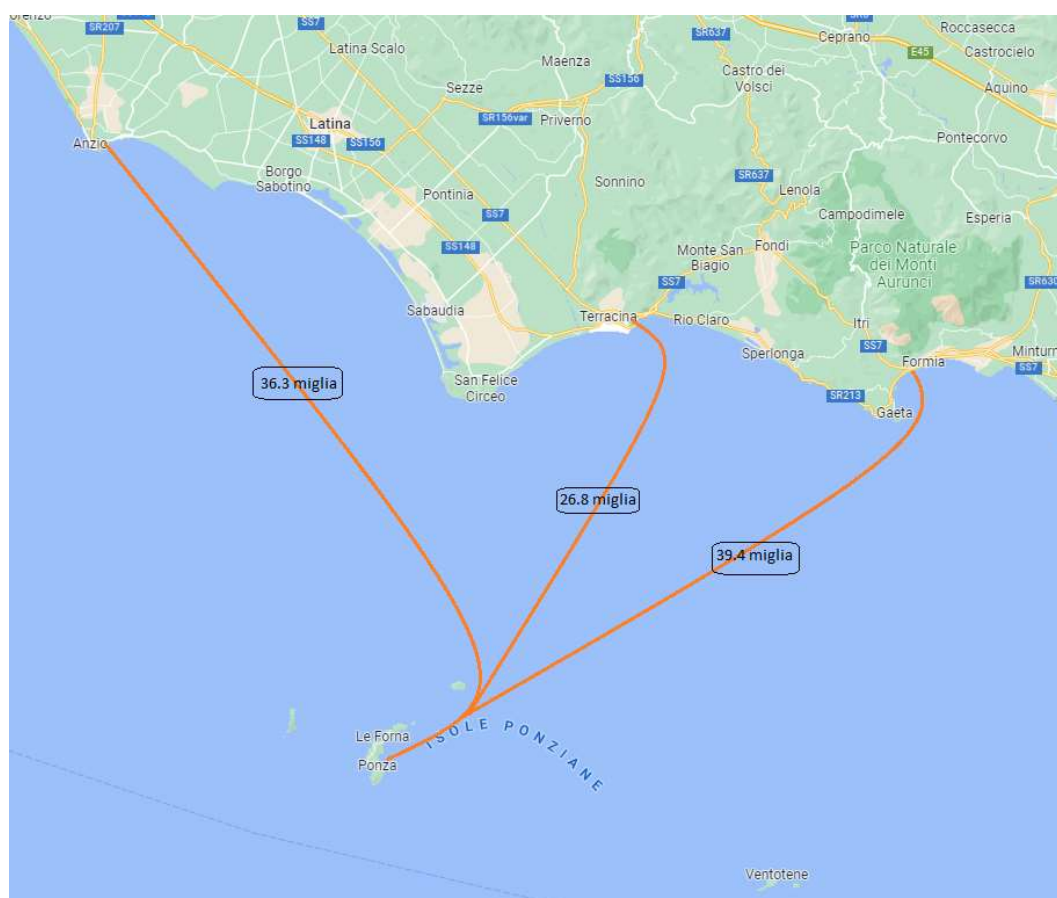 SS7
SR637
SR6
Roccasecca
SR207
Ceprano
Latina Scalo
E45
Castrocielo
Maenza
SS156
Castro dei
Volsci
Aquino
Sezze
SR156var
Priverno
Latina
Anzio
SS148
SS156
Pontecorvo
Borgo
Sabotino
Pontinia
Sonnino
SR637
Lenola
SS7
Campodimele
Esperia
SS148
Monte San
Biagio
Fondi
Parco Naturale
dei Monti
Aurunci
SS7
SR630
Sabaudia
Terracina
Rio Claro
Itri
Sperlonga
SS7
Formia
Minturn
SS7
San Felice
Circeo
SR213
Gaeta
36.3 miglia
26.8 miglia
39.4 miglia
Le Forna
ISOLE PONZIANE
Ponza
Ventotene